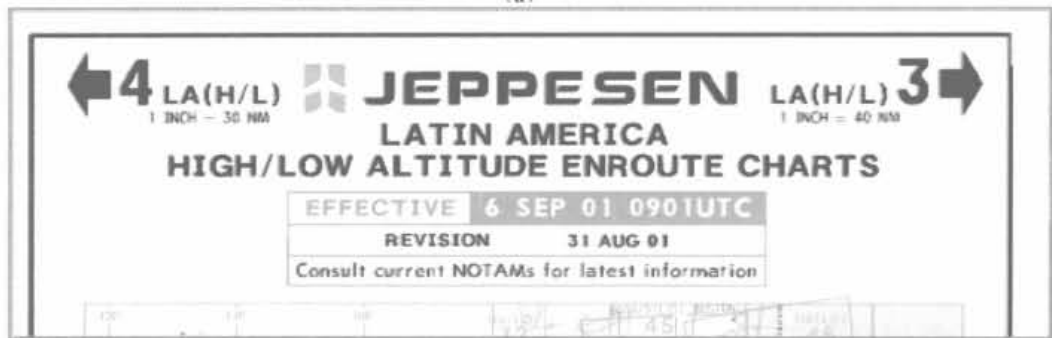 4 LA(H/L) JEPPESEN LA(H/L) 3
1 INCH = 30 NM 1 INCH = 40 NM
LATIN AMERICA
HIGH/LOW ALTITUDE ENROUTE CHARTS
EFFECTIVE 6 SEP 01 0901UTC
REVISION 31 AUG 01
Consult current NOTAMs for latest information
45